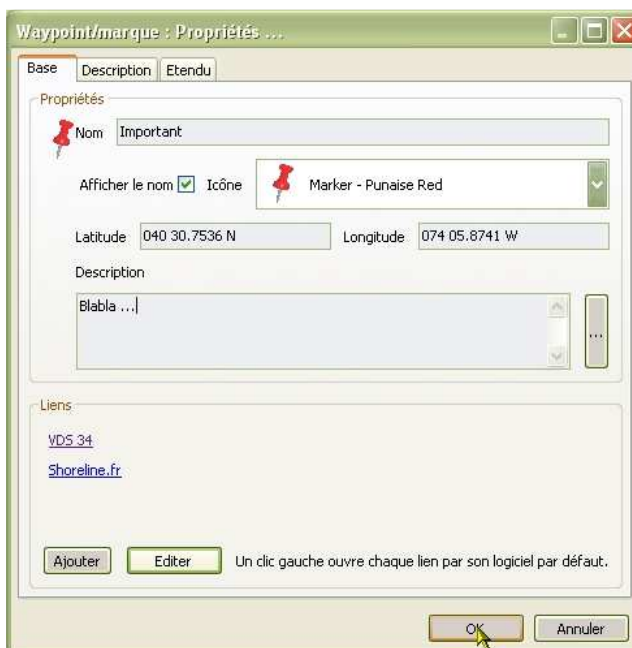 Waypoint/marque : Propriétés ...
Base Description Etendu
Propriétés
Nom Important
Afficher le nom Icône Marker - Punaise Red
Latitude 040 30.7536 N Longitude 074 05.8741 W
Description
Blabla ...
...
Liens
VDS 34
Shoreline.fr
Ajouter Editer Un clic gauche ouvre chaque lien par son logiciel par défaut.
OK Annuler